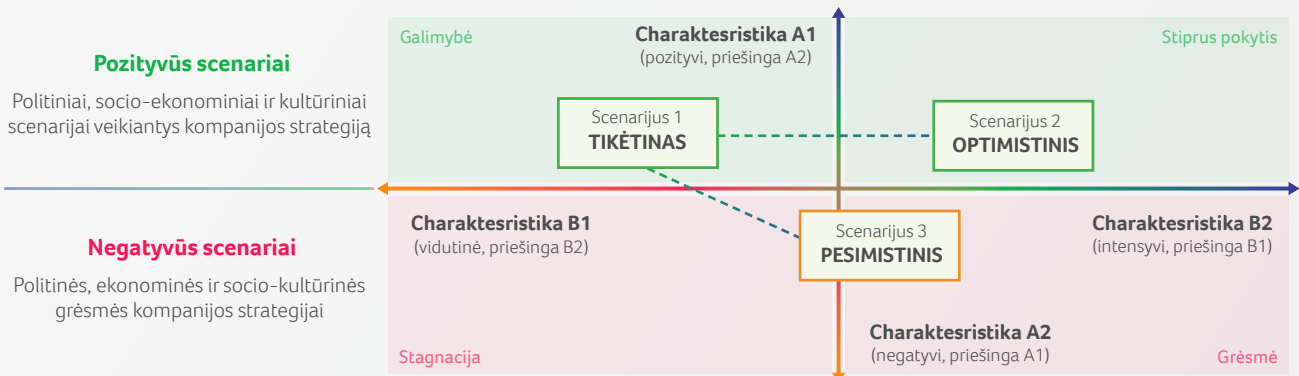 Pozityvūs scenariai
Politiniai, socio-ekonominiai ir kultūriniai
scenarijai veikiantys kompanijos strategiją
Negatyvūs scenariai
Politinės, ekonominės ir socio-kultūrinės
grėsmės kompanijos strategijai
Galimybė
Charaktesristika A1
(pozityvi, priešinga A2)
Stiprus pokytis
Scenarijus 1
TIKĖTINAS
Scenarijus 2
OPTIMISTINIS
Charaktesristika B1
(vidutinė, priešinga B2)
Scenarijus 3
PESIMISTINIS
Charaktesristika B2
(intensyvi, priešinga B1)
Stagnacija
Charaktesristika A2
(negatyvi, priešinga A1)
Grėsmė